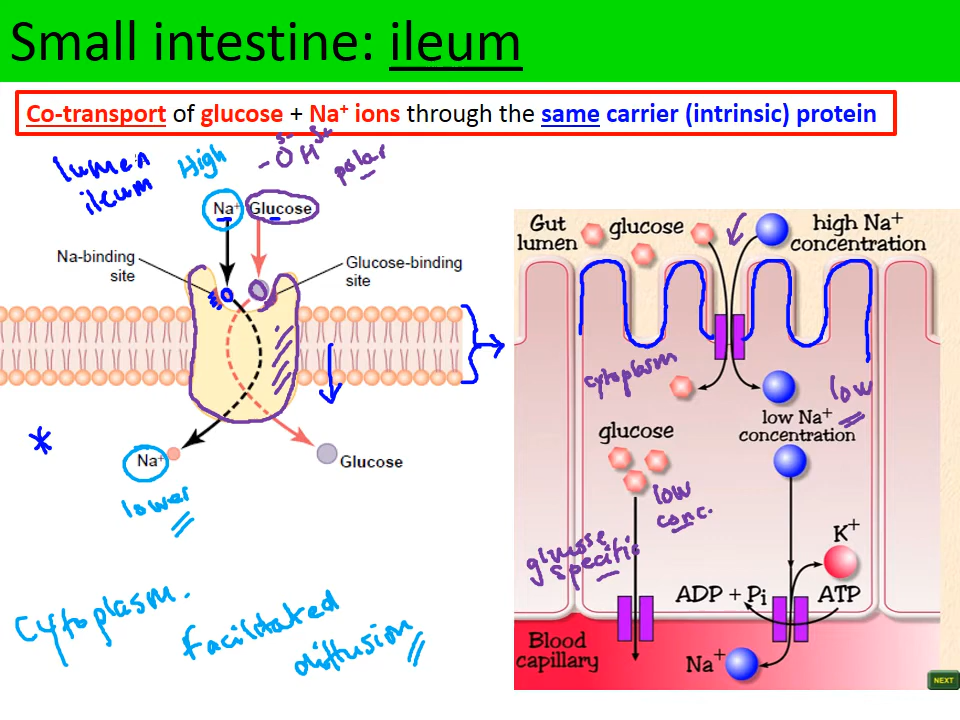 Small intestine: ileum
Co-transport of glucose + Na⁺ ions through the same carrier (intrinsic) protein
lumen
ileum
High
δ- δ+
-OH
polar
Na⁺ Glucose
Na-binding
site
Glucose-binding
site
Na⁺
Glucose
lower
*
Cytoplasm.
Facilitated
diffusion
Gut
lumen
glucose
high Na⁺
concentration
cytoplasm
low
low Na⁺
concentration
glucose
low
conc.
glucose
specific
K⁺
ADP + Pi
ATP
Blood
capillary
Na⁺
NEXT